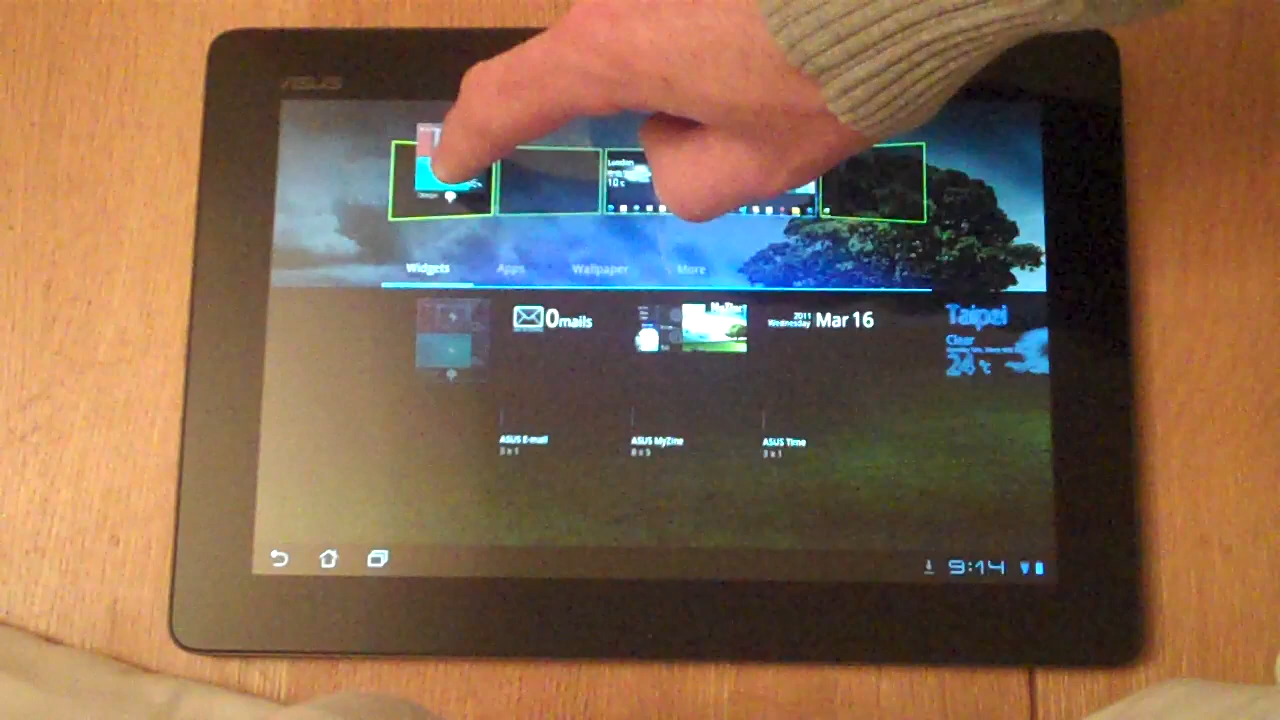 ASUS
London
10 c
Widgets
Apps
Wallpaper
More
0mails
2011
Wednesday
Mar 16
Taipei
Clear
24 °c
ASUS E-mail
3 x 1
ASUS MyZine
8 x 5
ASUS Time
3 x 1
9:14